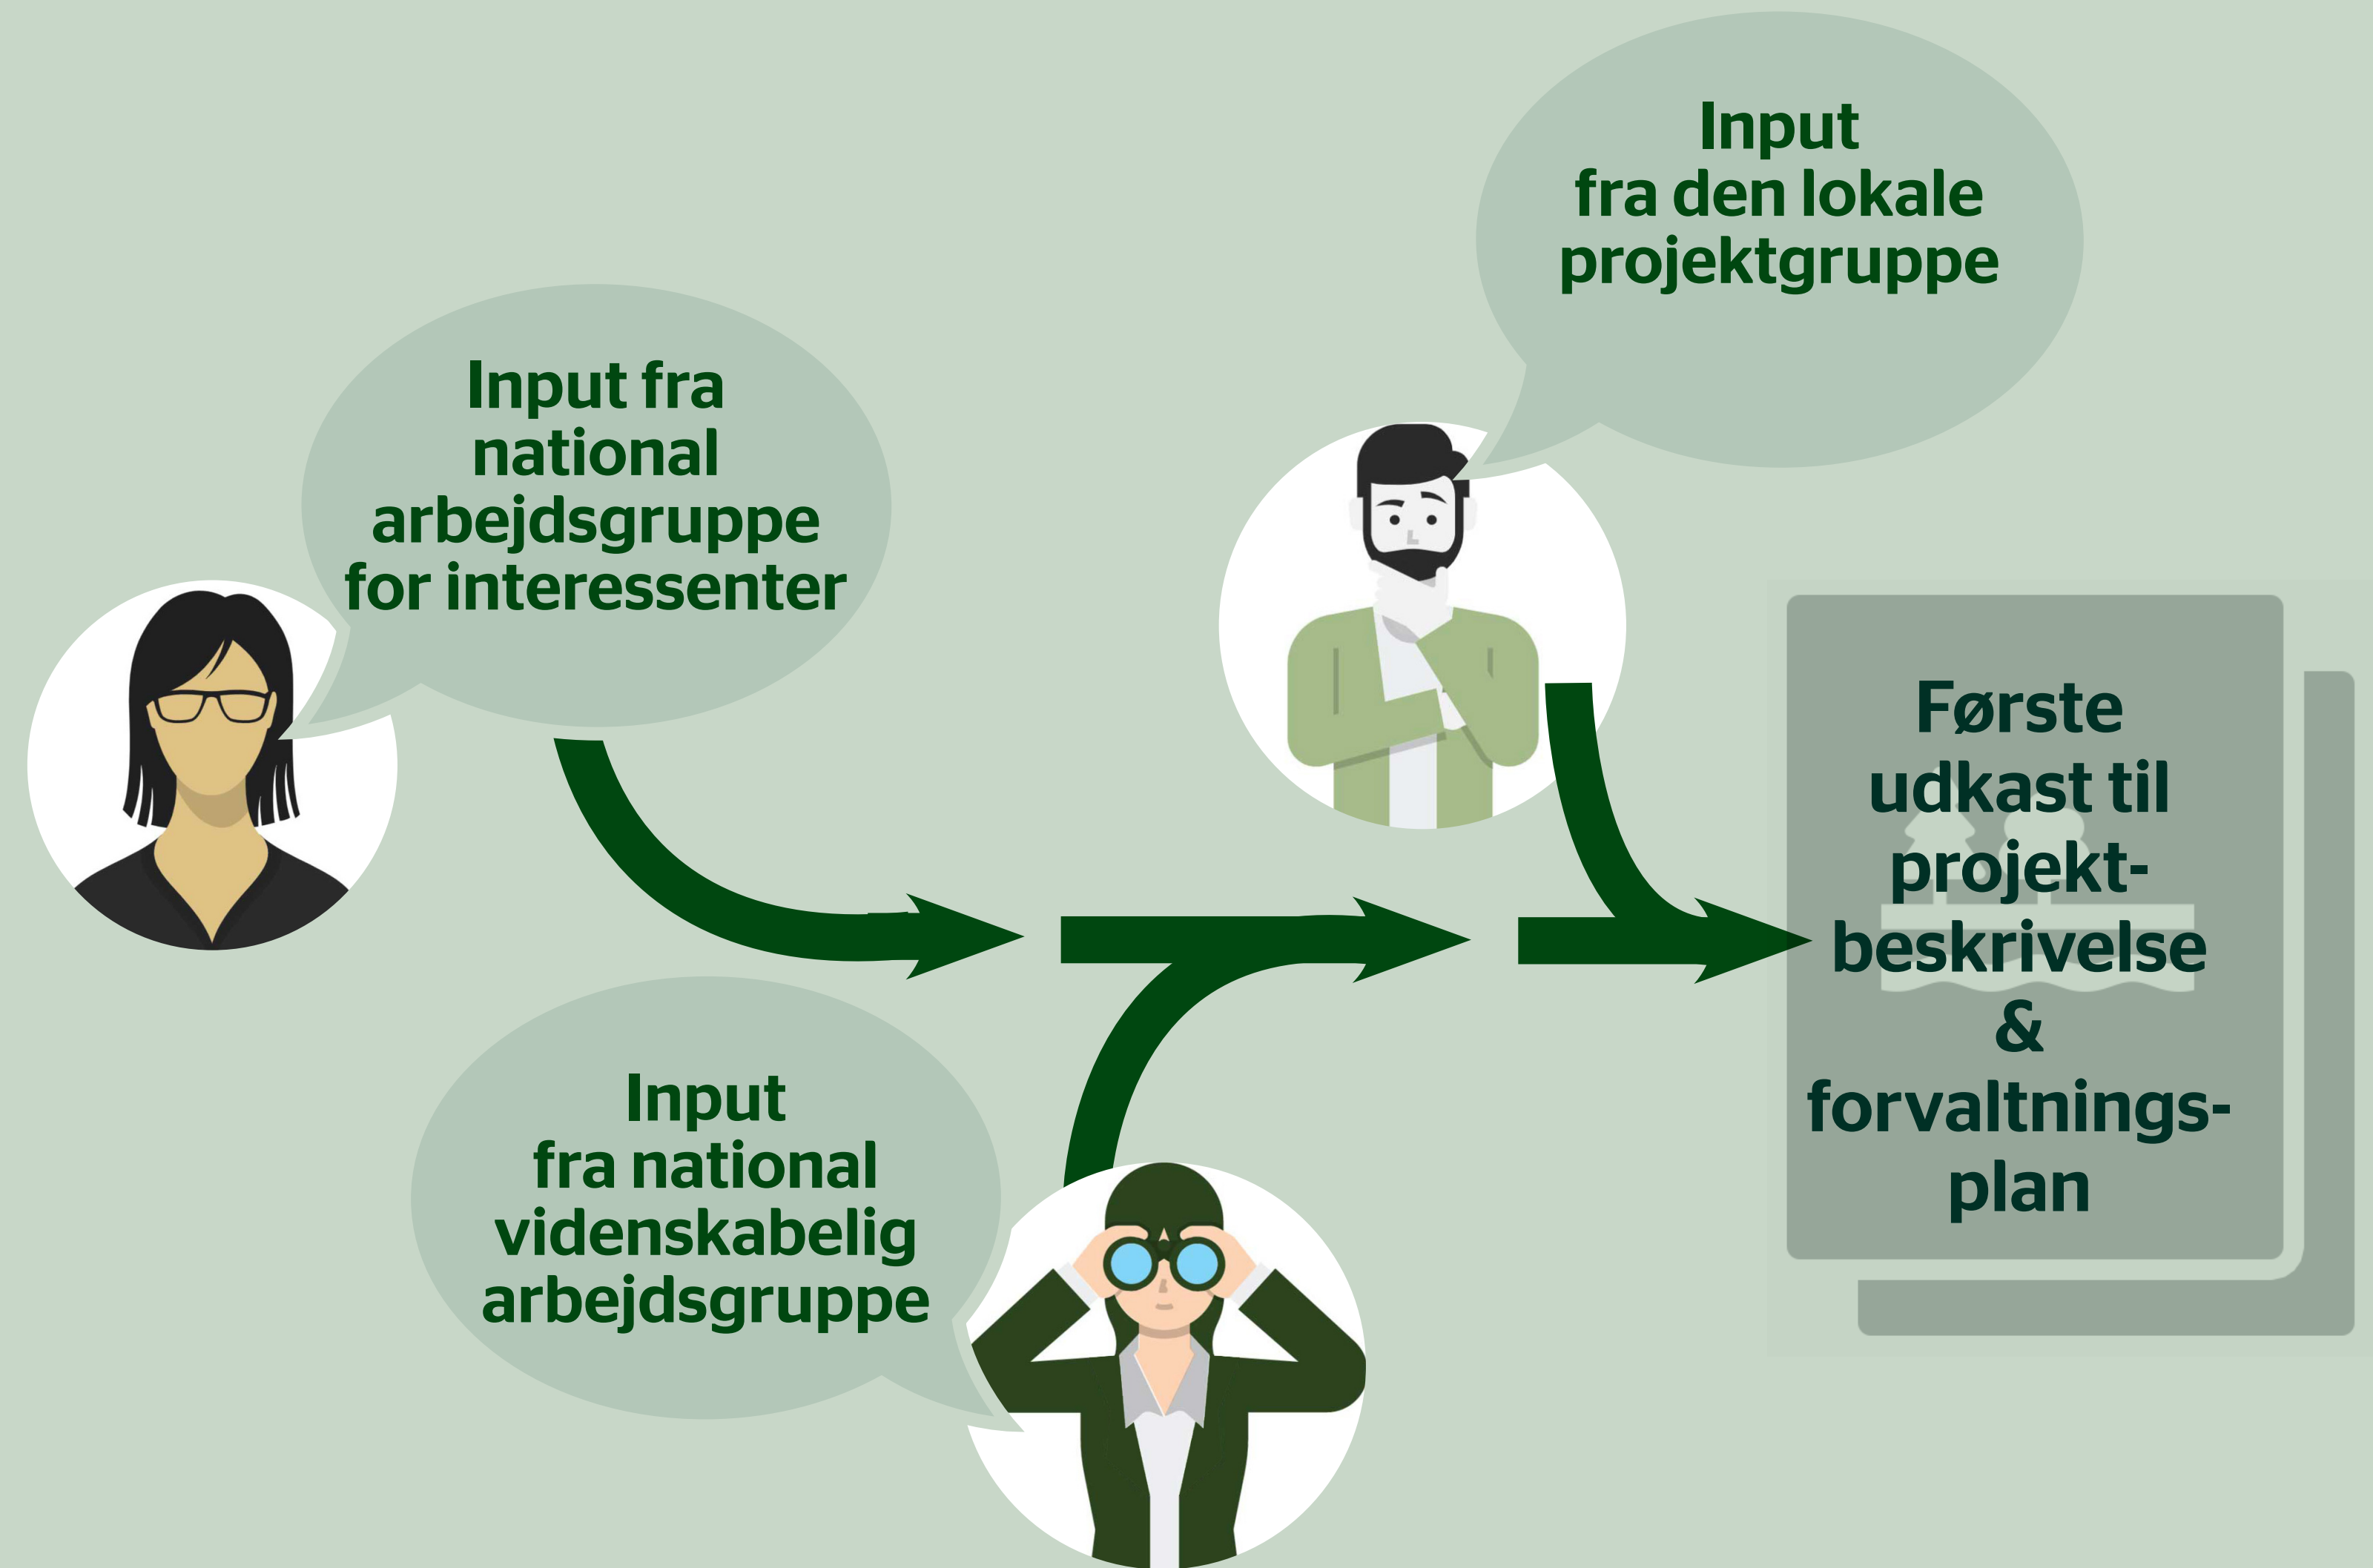 Input fra
national
arbejdsgruppe
for interessenter
Input
fra national
videnskabelig
arbejdsgruppe
Input
fra den lokale
projektgruppe
Første
udkast til
projekt-
beskrivelse
&
forvaltnings-
plan